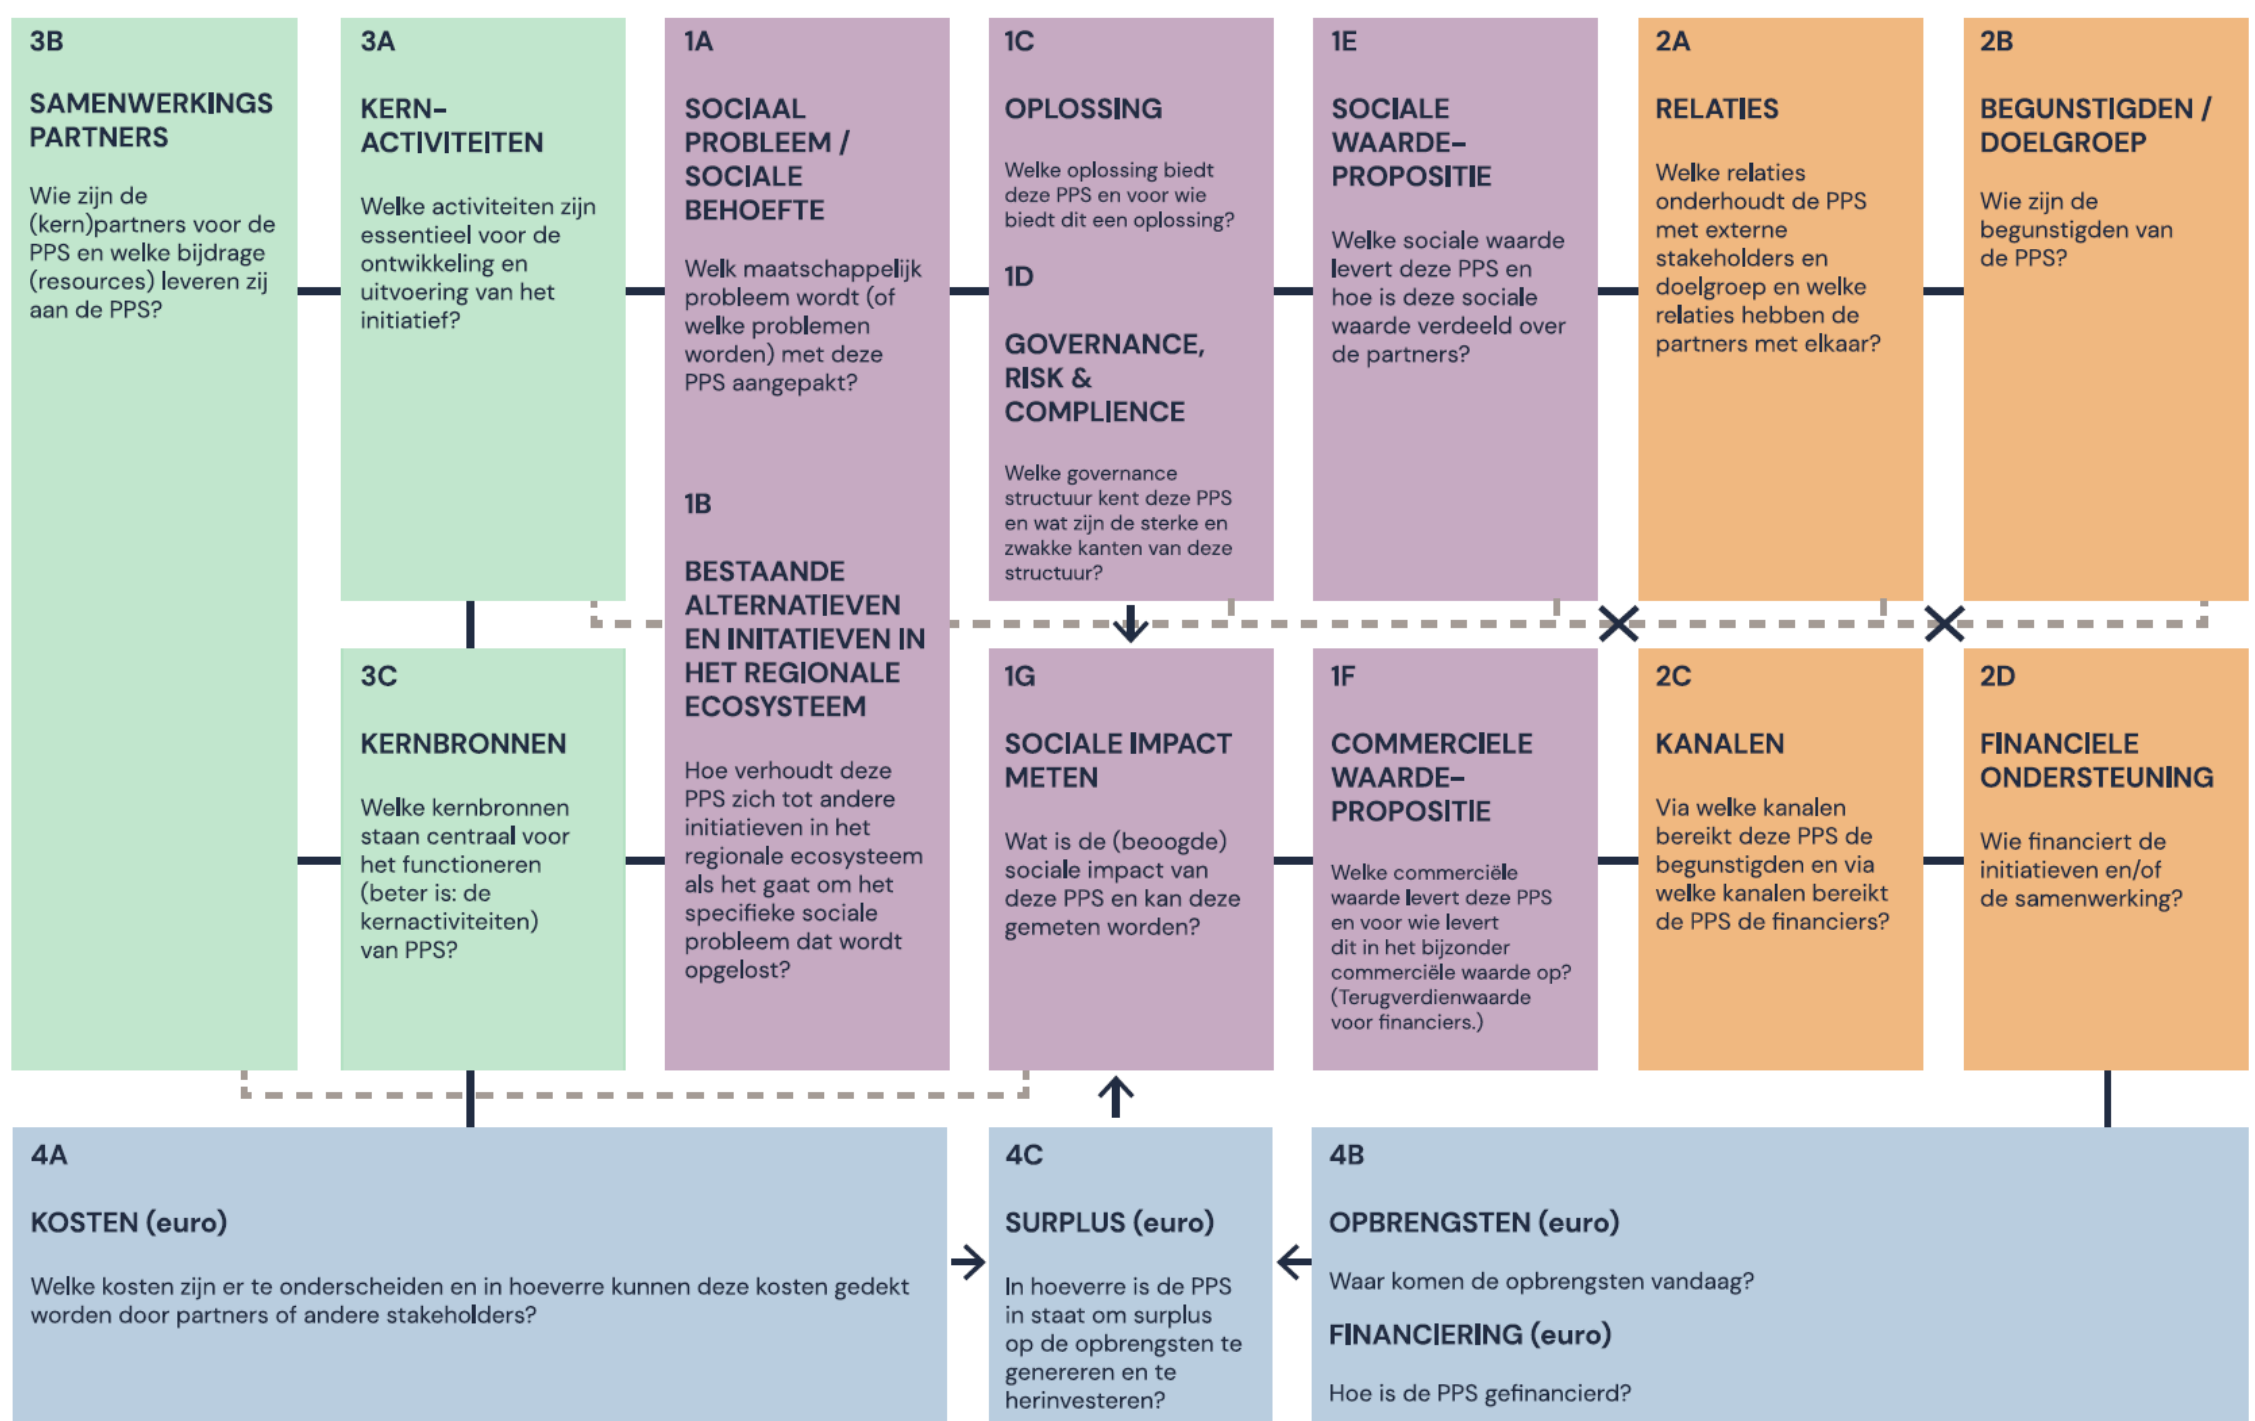 3B
SAMENWERKINGS
PARTNERS
Wie zijn de
(kern)partners voor de
PPS en welke bijdrage
(resources) leveren zij
aan de PPS?
3A
KERN-
ACTIVITEITEN
Welke activiteiten zijn
essentieel voor de
ontwikkeling en
uitvoering van het
initiatief?
3C
KERNBRONNEN
Welke kernbronnen
staan centraal voor
het functioneren
(beter is: de
kernactiviteiten)
van PPS?
1A
SOCIAAL
PROBLEEM /
SOCIALE
BEHOEFTE
Welk maatschappelijk
probleem wordt (of
welke problemen
worden) met deze
PPS aangepakt?
1B
BESTAANDE
ALTERNATIEVEN
EN INITATIEVEN IN
HET REGIONALE
ECOSYSTEEM
Hoe verhoudt deze
PPS zich tot andere
initiatieven in het
regionale ecosysteem
als het gaat om het
specifieke sociale
probleem dat wordt
opgelost?
1C
OPLOSSING
Welke oplossing biedt
deze PPS en voor wie
biedt dit een oplossing?
1D
GOVERNANCE,
RISK &
COMPLIENCE
Welke governance
structuur kent deze PPS
en wat zijn de sterke en
zwakke kanten van deze
structuur?
1G
SOCIALE IMPACT
METEN
Wat is de (beoogde)
sociale impact van
deze PPS en kan deze
gemeten worden?
1E
SOCIALE
WAARDE-
PROPOSITIE
Welke sociale waarde
levert deze PPS en
hoe is deze sociale
waarde verdeeld over
de partners?
1F
COMMERCIELE
WAARDE-
PROPOSITIE
Welke commerciële
waarde levert deze PPS
en voor wie levert
dit in het bijzonder
commerciële waarde op?
(Terugverdienwaarde
voor financiers.)
2A
RELATIES
Welke relaties
onderhoudt de PPS
met externe
stakeholders en
doelgroep en welke
relaties hebben de
partners met elkaar?
2C
KANALEN
Via welke kanalen
bereikt deze PPS de
begunstigden en via
welke kanalen bereikt
de PPS de financiers?
2B
BEGUNSTIGDEN /
DOELGROEP
Wie zijn de
begunstigden van
de PPS?
2D
FINANCIELE
ONDERSTEUNING
Wie financiert de
initiatieven en/of
de samenwerking?
4A
KOSTEN (euro)
Welke kosten zijn er te onderscheiden en in hoeverre kunnen deze kosten gedekt
worden door partners of andere stakeholders?
4C
SURPLUS (euro)
In hoeverre is de PPS
in staat om surplus
op de opbrengsten te
genereren en te
herinvesteren?
4B
OPBRENGSTEN (euro)
Waar komen de opbrengsten vandaag?
FINANCIERING (euro)
Hoe is de PPS gefinancierd?